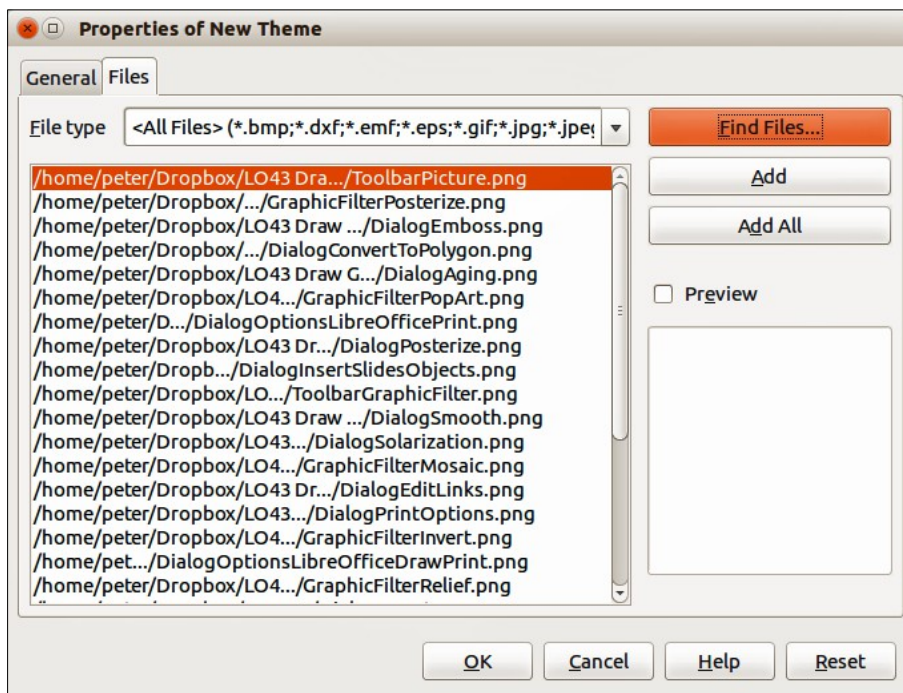 Properties of New Theme
General Files
File type <All Files> (*.bmp;*.dxf;*.emf;*.eps;*.gif;*.jpg;*.jpe Find Files...
/home/peter/Dropbox/LO43 Dra.../ToolbarPicture.png
Add
/home/peter/Dropbox/.../GraphicFilterPosterize.png
/home/peter/Dropbox/LO43 Draw .../DialogEmboss.png
Add All
/home/peter/Dropbox/.../DialogConvertToPolygon.png
/home/peter/Dropbox/LO43 Draw G.../DialogAging.png
/home/peter/Dropbox/LO4.../GraphicFilterPopArt.png
Preview
/home/peter/D.../DialogOptionsLibreOfficePrint.png
/home/peter/Dropbox/LO43 Dr.../DialogPosterize.png
/home/peter/Dropb.../DialogInsertSlidesObjects.png
/home/peter/Dropbox/LO.../ToolbarGraphicFilter.png
/home/peter/Dropbox/LO43 Draw .../DialogSmooth.png
/home/peter/Dropbox/LO43.../DialogSolarization.png
/home/peter/Dropbox/LO4.../GraphicFilterMosaic.png
/home/peter/Dropbox/LO43 Dr.../DialogEditLinks.png
/home/peter/Dropbox/LO43.../DialogPrintOptions.png
/home/peter/Dropbox/LO4.../GraphicFilterInvert.png
/home/pet.../DialogOptionsLibreOfficeDrawPrint.png
/home/peter/Dropbox/LO4.../GraphicFilterRelief.png
OK Cancel Help Reset